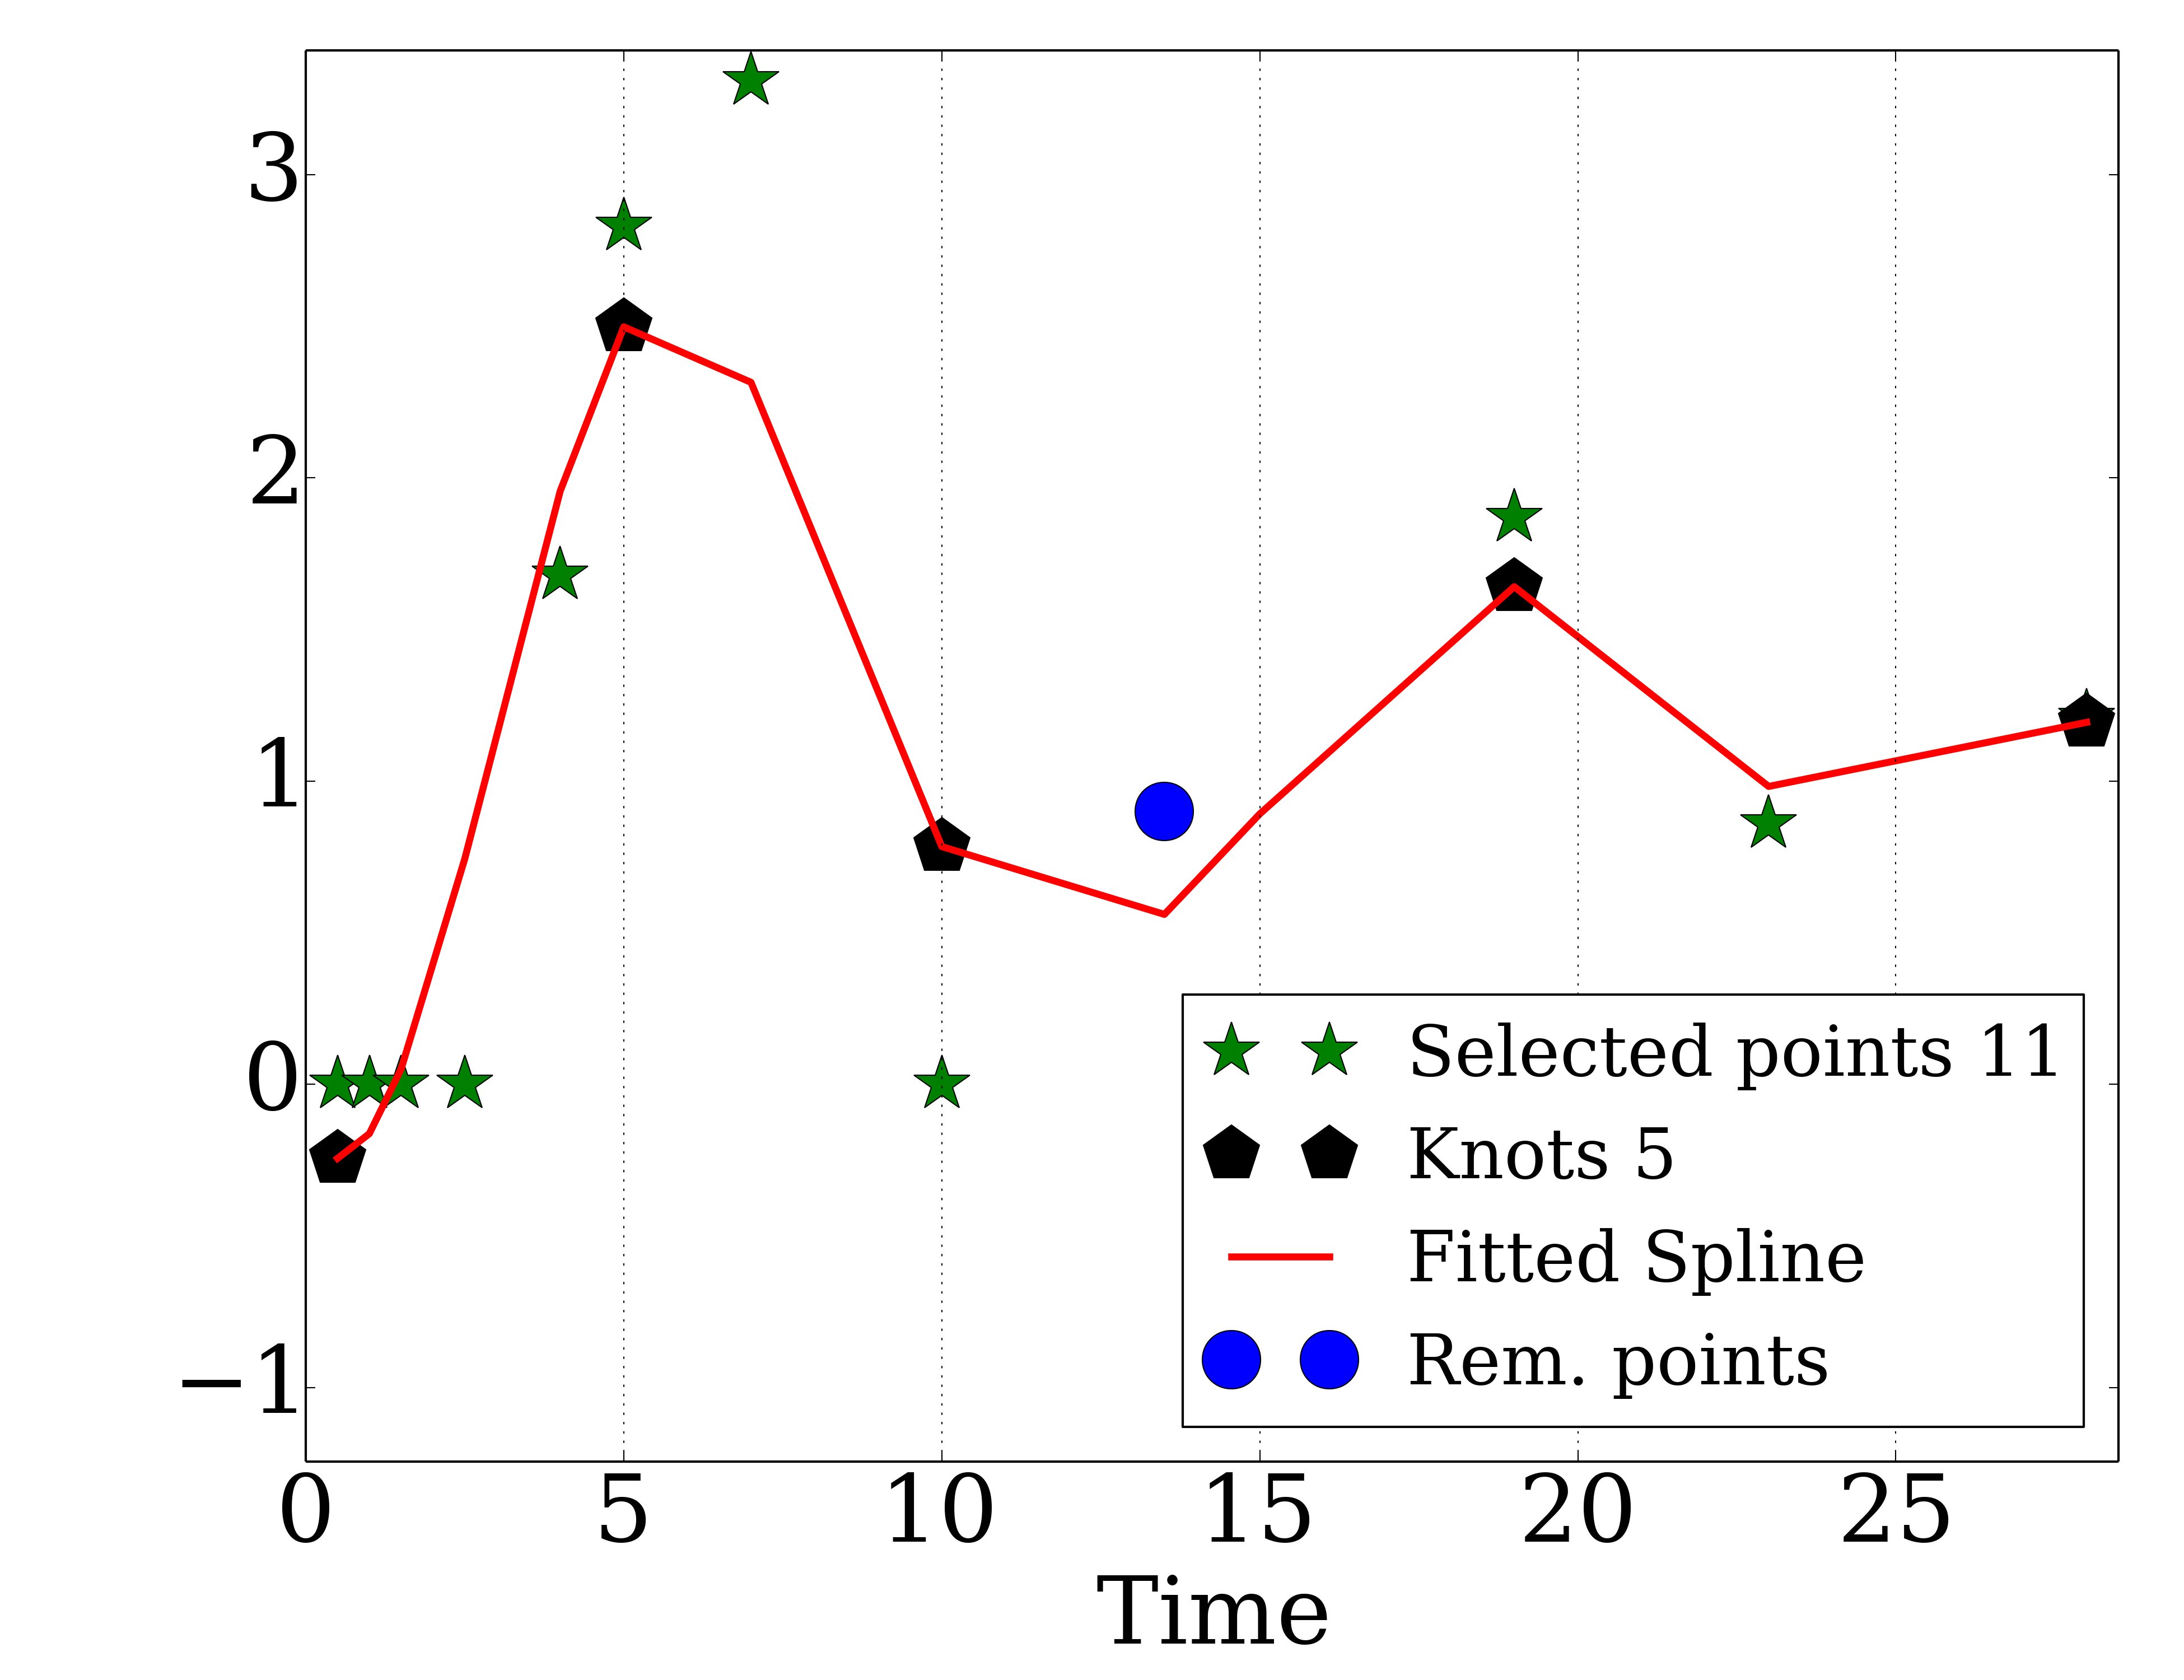 3
2
1
0
−1
0 5 10 15 20 25
Time
Selected points 11
Knots 5
Fitted Spline
Rem. points